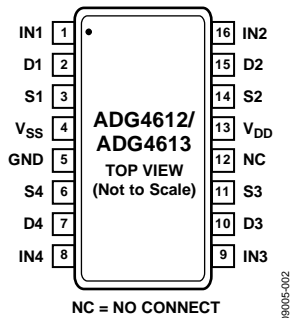 IN1 1 16 IN2
D1 2 15 D2
S1 3 14 S2
VSS 4 13 VDD
GND 5 12 NC
S4 6 11 S3
D4 7 10 D3
IN4 8 9 IN3
ADG4612/
ADG4613
TOP VIEW
(Not to Scale)
NC = NO CONNECT
09005-002